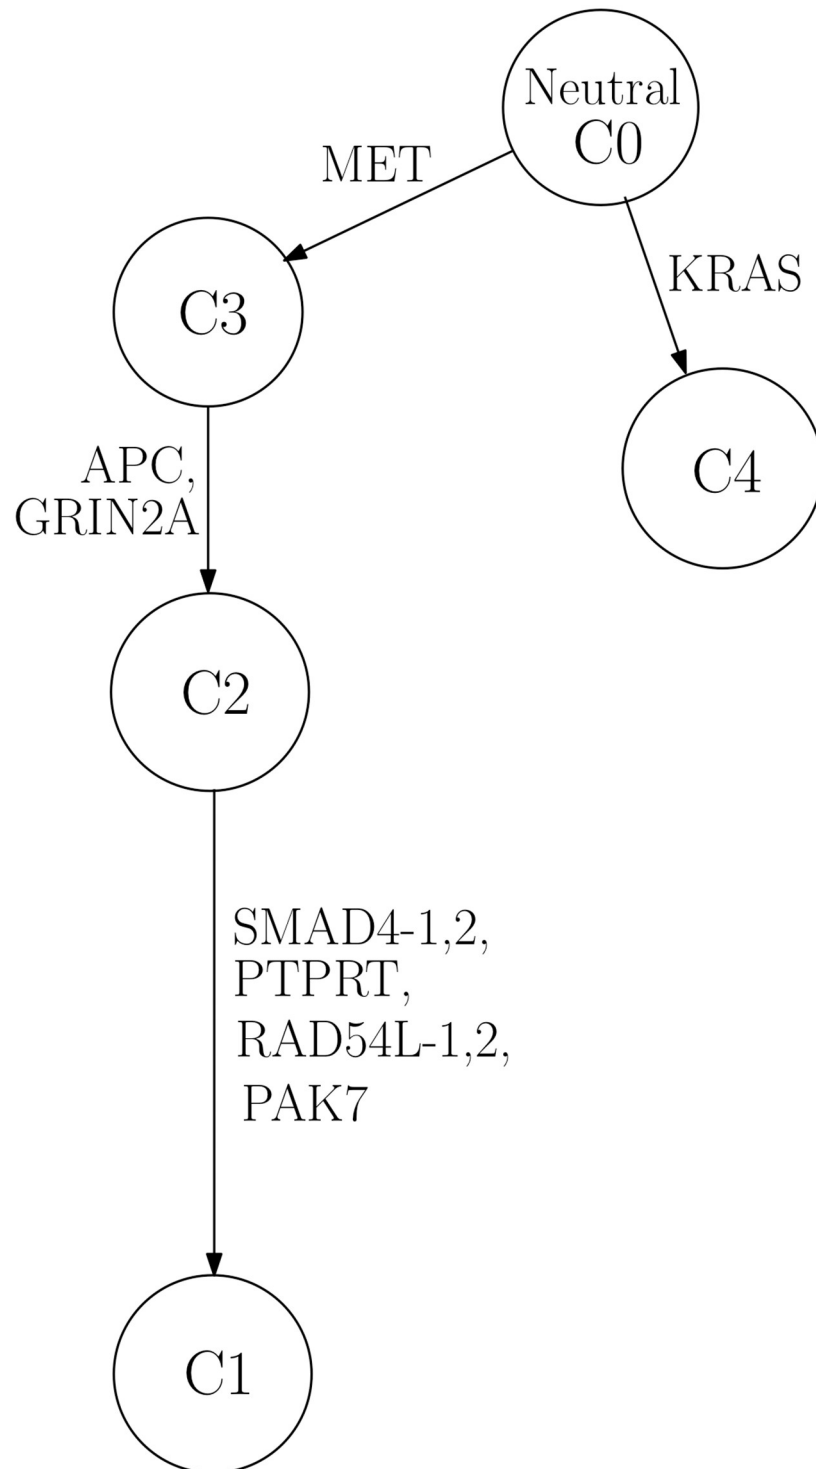 Neutral
C0
MET
KRAS
C3
C4
APC,
GRIN2A
C2
SMAD4-1,2,
PTPRT,
RAD54L-1,2,
PAK7
C1